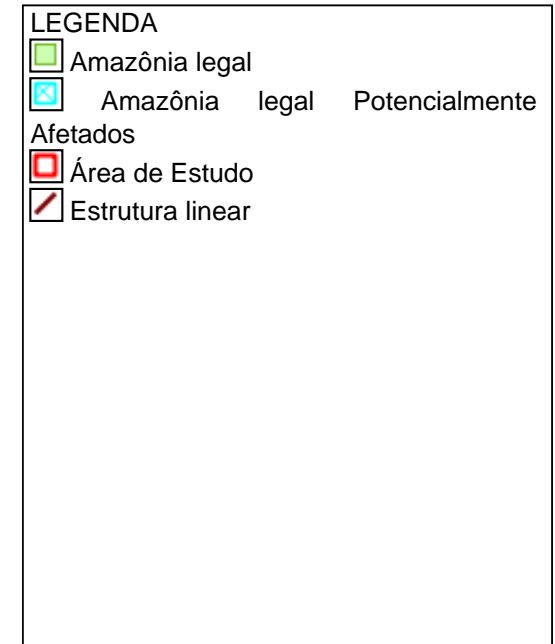 LEGENDA
Amazônia legal
Amazônia legal Potencialmente
Afetados
Área de Estudo
Estrutura linear